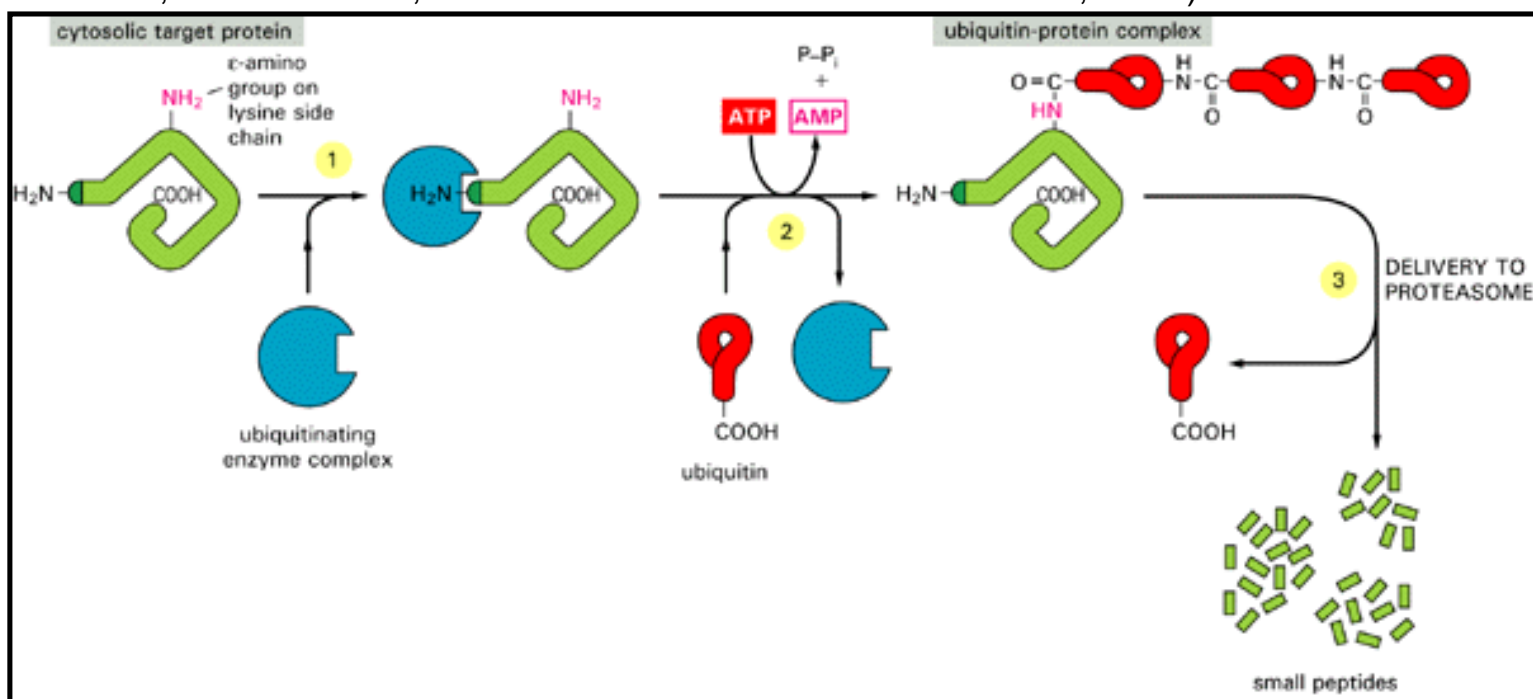 cytosolic target protein
ε-amino
group on
lysine side
chain
NH₂
H₂N
COOH
1
ubiquitinating
enzyme complex
NH₂
H₂N
COOH
P–Pᵢ
+
ATP
AMP
2
ubiquitin
COOH
ubiquitin-protein complex
O=C
HN
H
N–C
O
H
N–C
O
H₂N
COOH
3
DELIVERY TO
PROTEASOME
COOH
small peptides